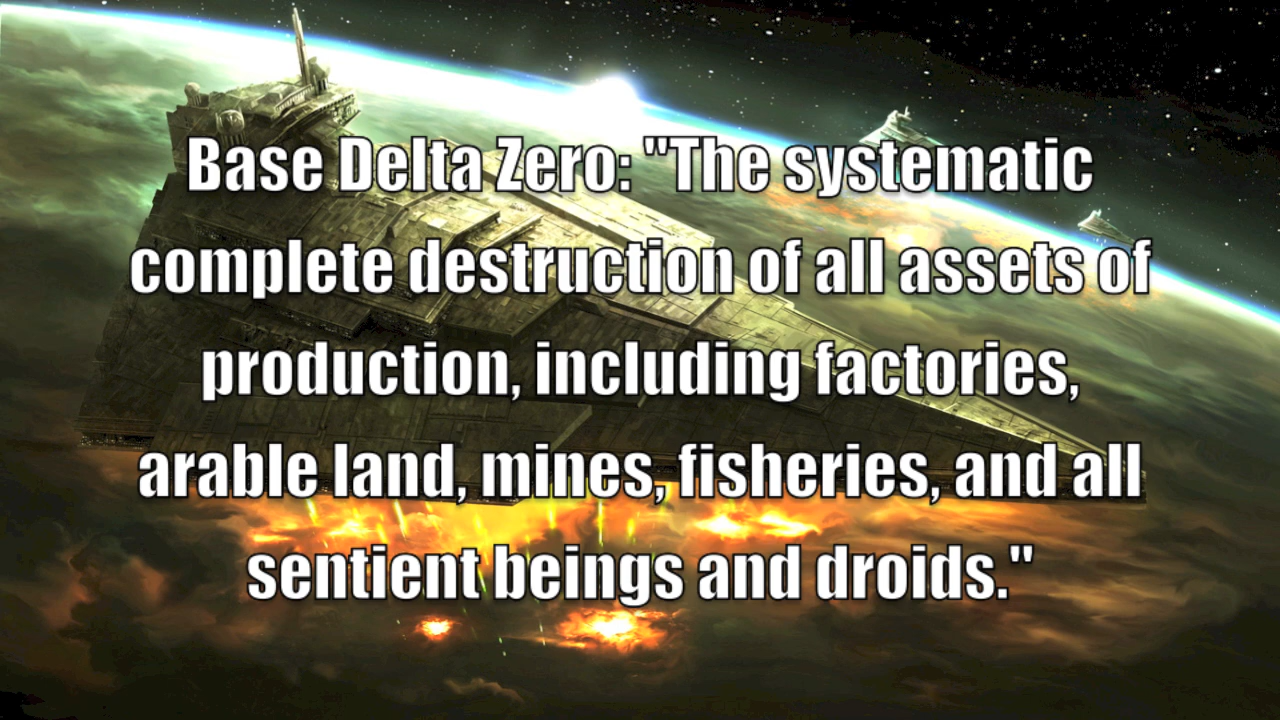 Base Delta Zero: "The systematic
complete destruction of all assets of
production, including factories,
arable land, mines, fisheries, and all
sentient beings and droids."